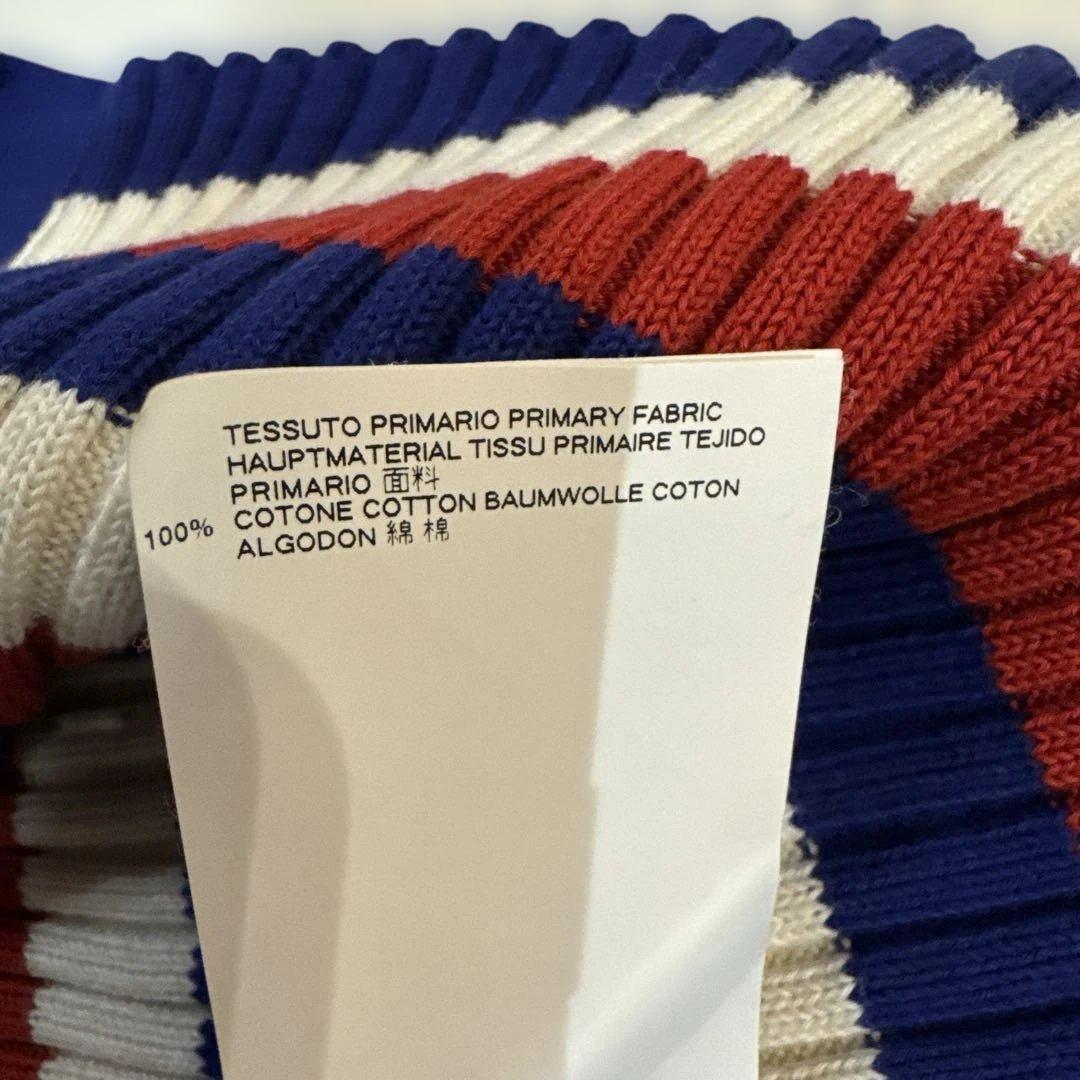 TESSUTO PRIMARIO PRIMARY FABRIC
HAUPTMATERIAL TISSU PRIMAIRE TEJIDO
PRIMARIO 面料
100% COTONE COTTON BAUMWOLLE COTON
ALGODON 綿 棉